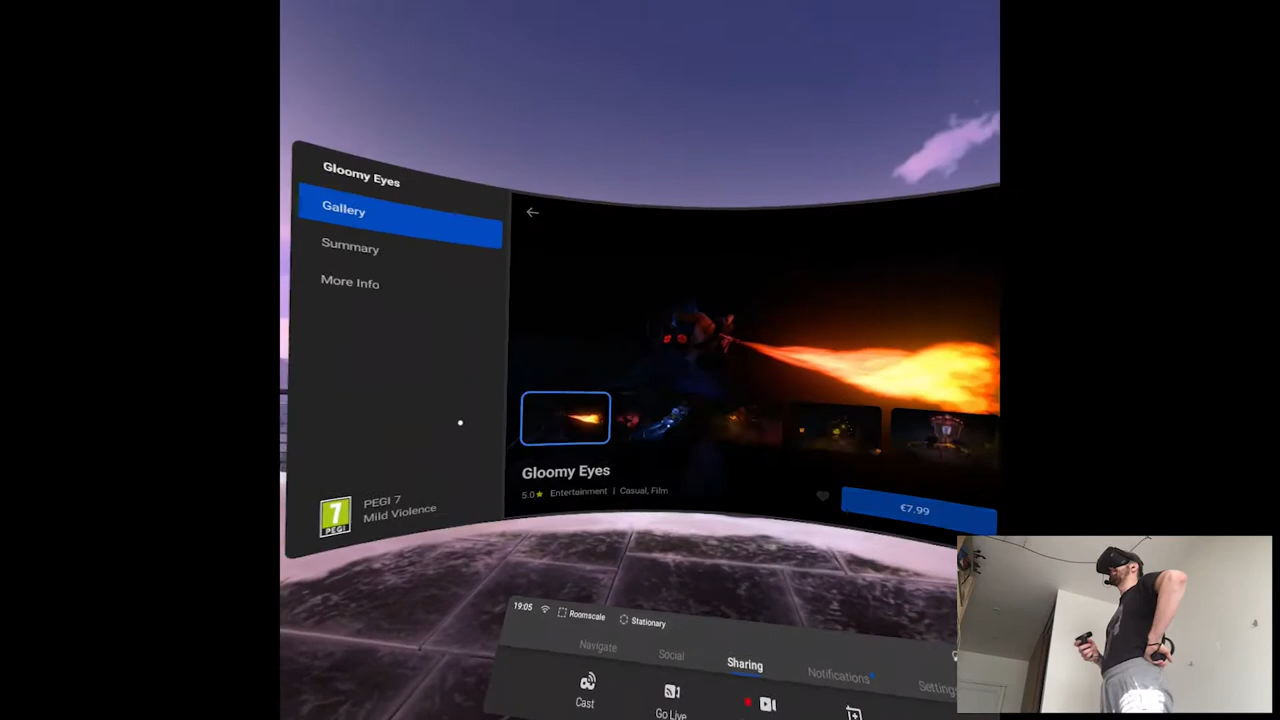 Gloomy Eyes
Gallery
Summary
More Info
7
PEGI
PEGI 7
Mild Violence
Gloomy Eyes
5.0★ Entertainment | Casual, Film
€7.99
19:05 Roomscale Stationary
Navigate Social Sharing Notifications Settings
Cast Go Live